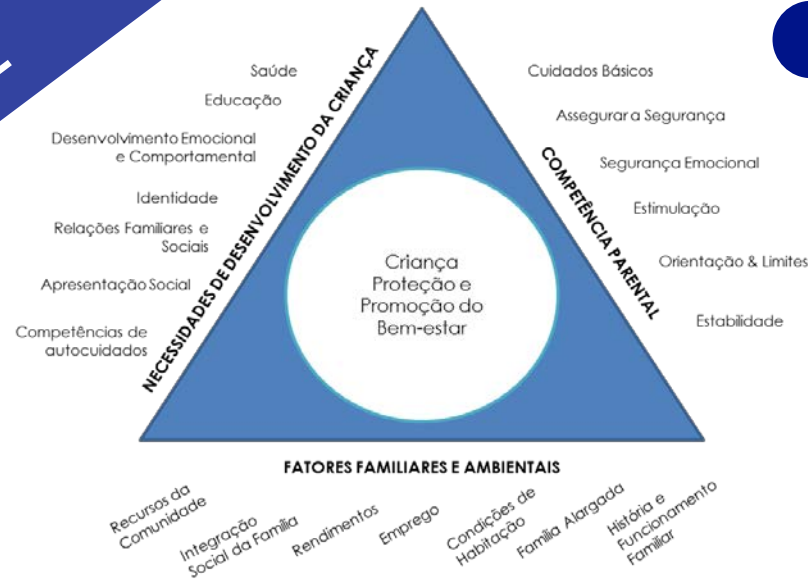 Saúde
Educação
Desenvolvimento Emocional
e Comportamental
Identidade
Relações Familiares e
Sociais
Apresentação Social
Competências de
autocuidados
NECESSIDADES DE DESENVOLVIMENTO DA CRIANÇA
Criança
Proteção e
Promoção do
Bem-estar
COMPETÊNCIA PARENTAL
Cuidados Básicos
Assegurar a Segurança
Segurança Emocional
Estimulação
Orientação & Limites
Estabilidade
FATORES FAMILIARES E AMBIENTAIS
Recursos da
Comunidade
Integração
Social da Família
Rendimentos
Emprego
Condições de
Habitação
Família Alargada
História e
Funcionamento
Familiar